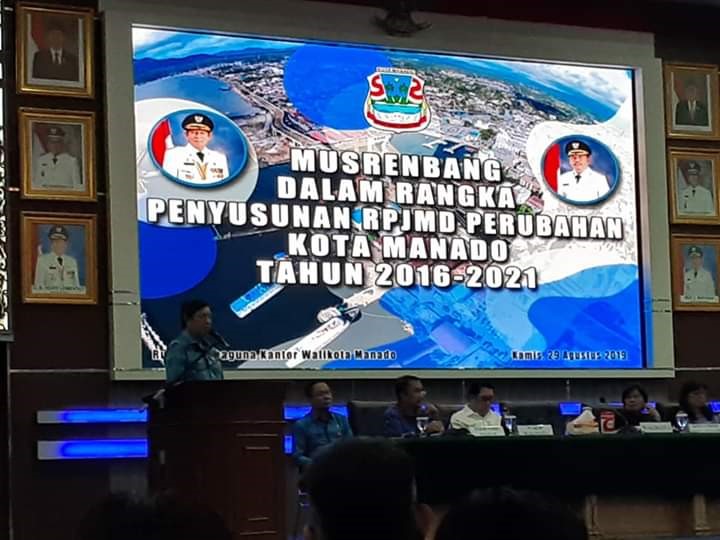 MUSRENBANG
DALAM RANGKA
PENYUSUNAN RPJMD PERUBAHAN
KOTA MANADO
TAHUN 2016-2021
Kantor Walikota Manado
Kamis, 29 Agustus 2019